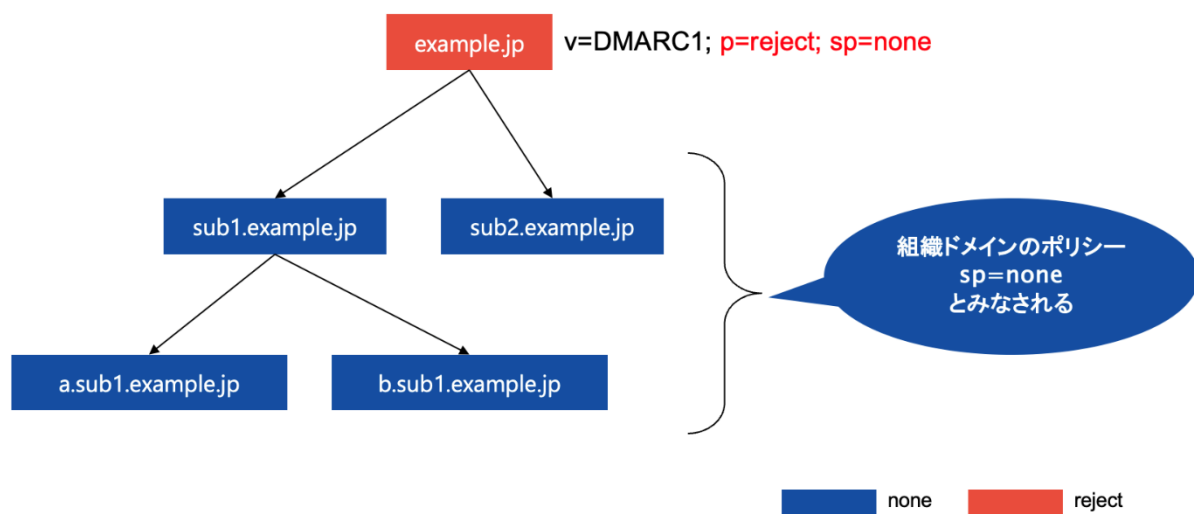 example.jp v=DMARC1; p=reject; sp=none
sub1.example.jp
sub2.example.jp
組織ドメインのポリシー
sp=none
とみなされる
a.sub1.example.jp
b.sub1.example.jp
none
reject